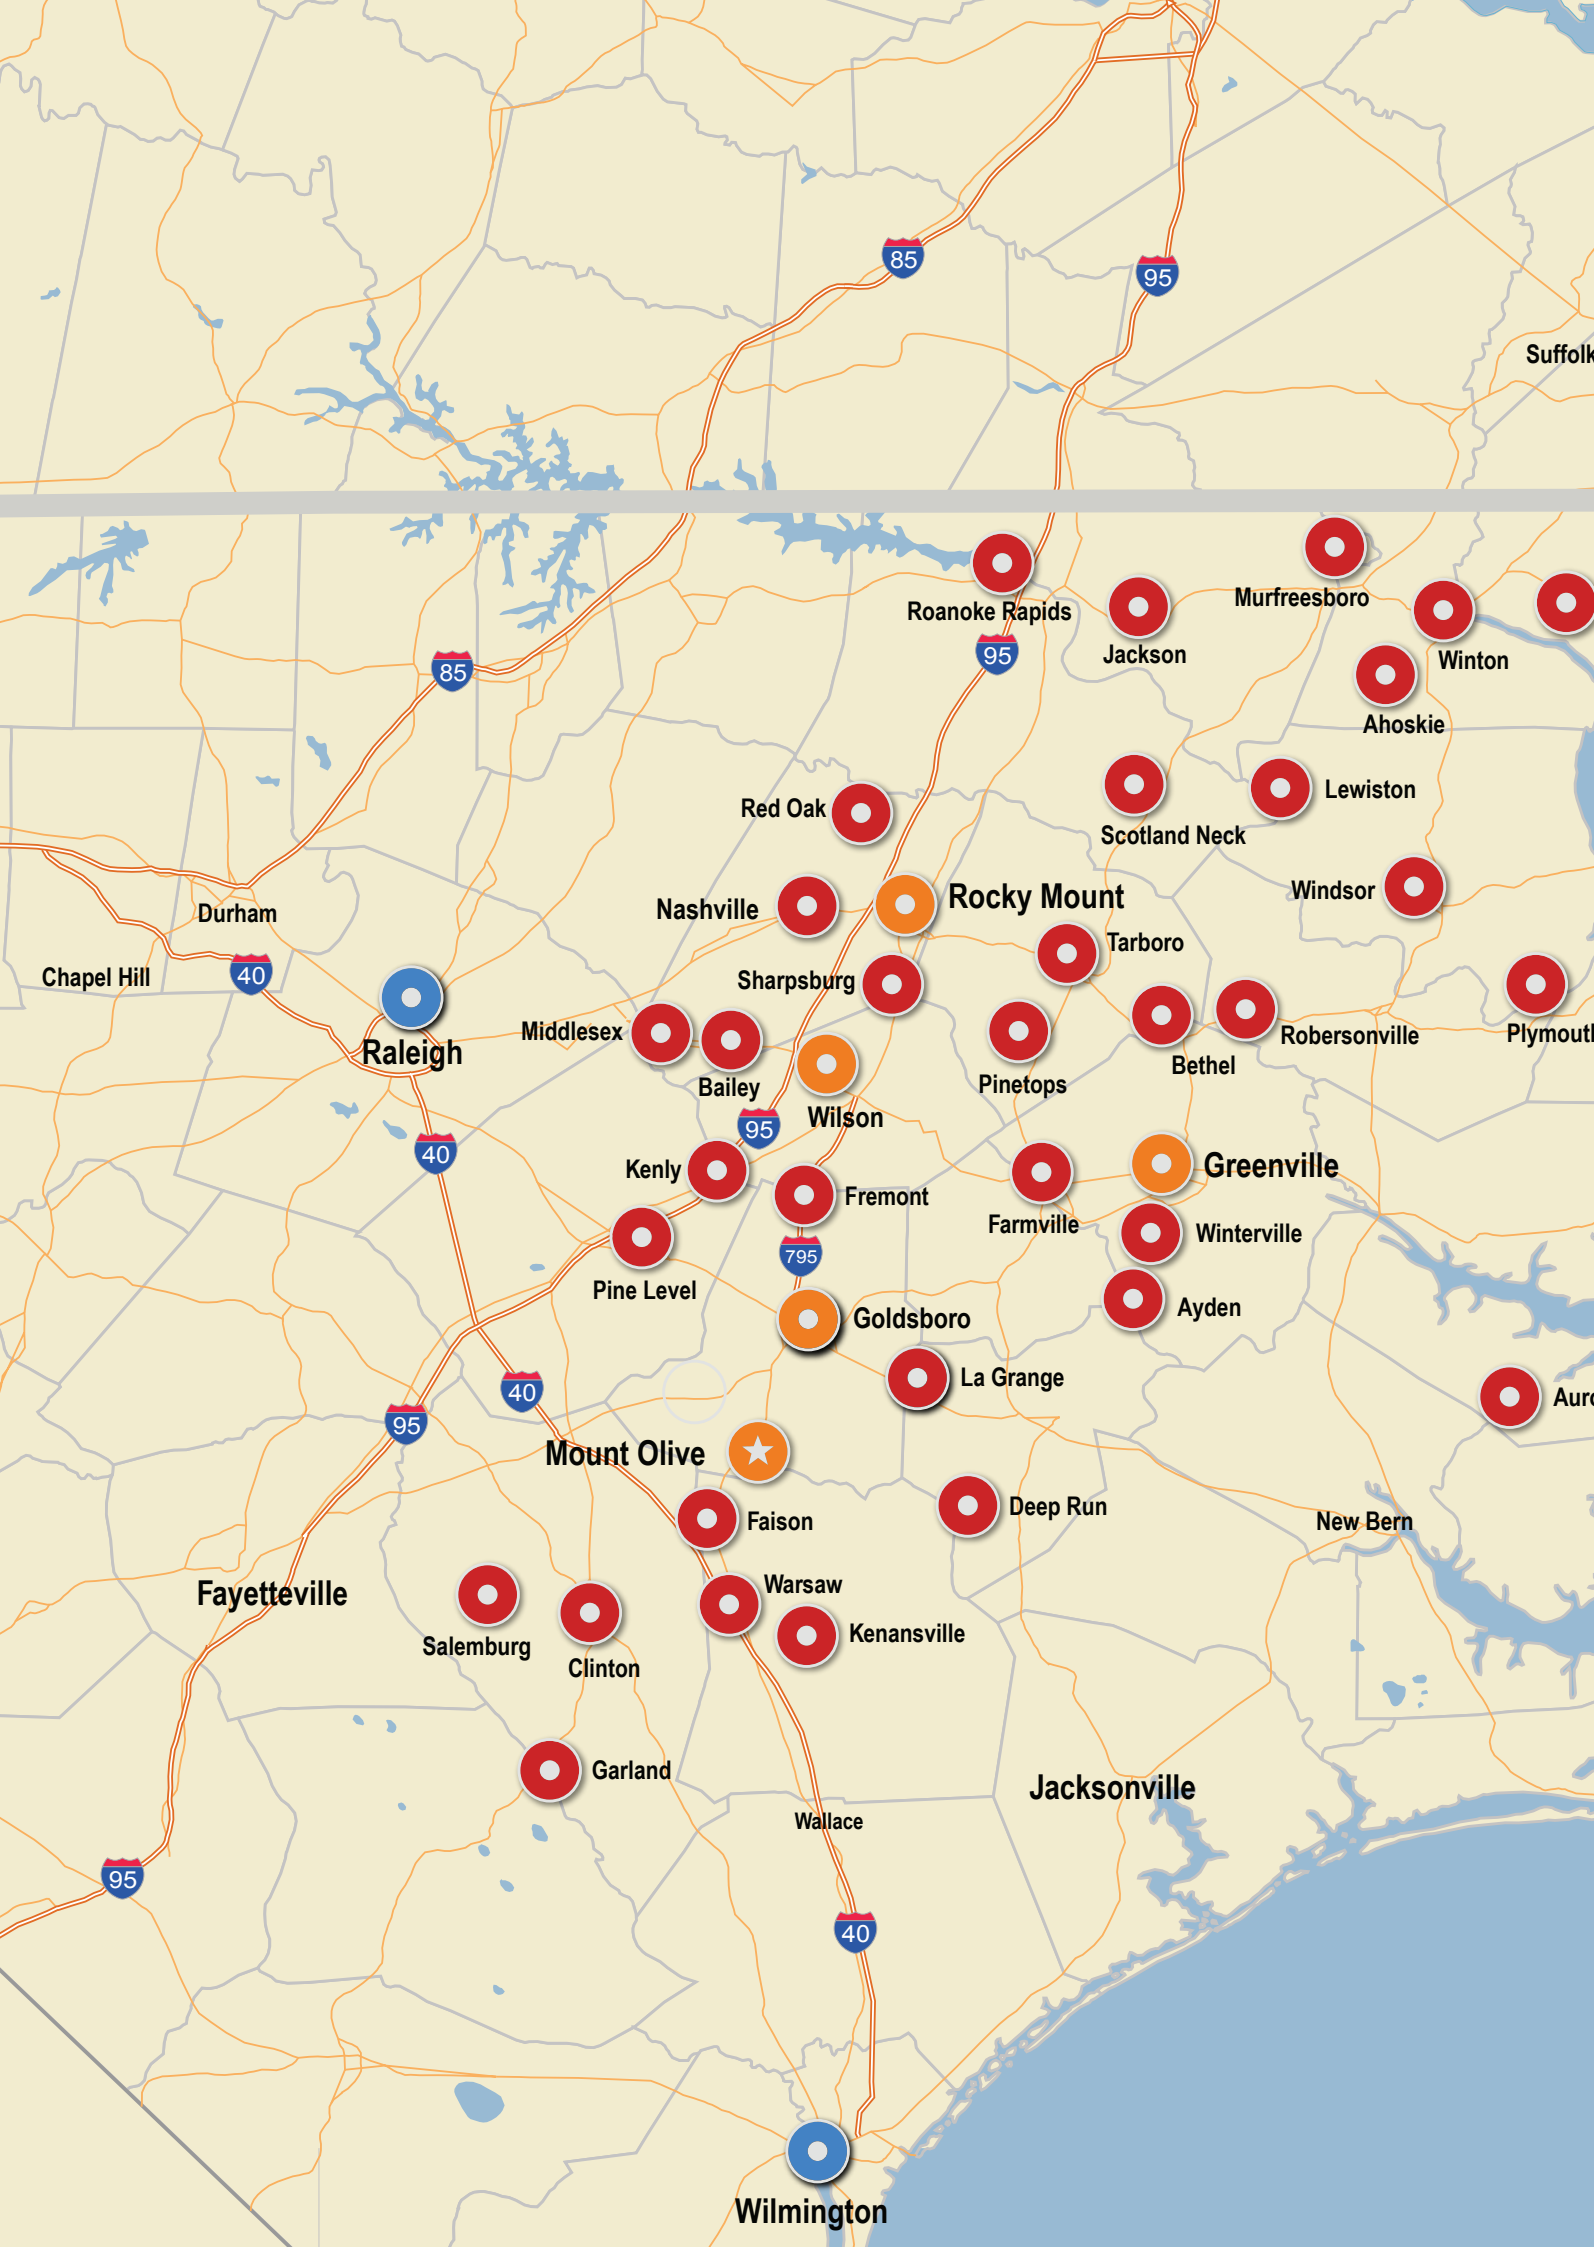 85
95
Suffolk
Roanoke Rapids
Murfreesboro
95
Jackson
Winton
85
Ahoskie
Red Oak
Lewiston
Scotland Neck
Rocky Mount
Windsor
Nashville
Durham
Tarboro
Chapel Hill
40
Sharpsburg
Middlesex
Robersonville
Plymouth
Raleigh
Bethel
Pinetops
Bailey
Wilson
95
40
Kenly
Greenville
Fremont
Farmville
Winterville
795
Pine Level
Ayden
Goldsboro
La Grange
40
Auro
95
Mount Olive
Deep Run
Faison
New Bern
Warsaw
Fayetteville
Kenansville
Salemburg
Clinton
Garland
Jacksonville
Wallace
95
40
Wilmington